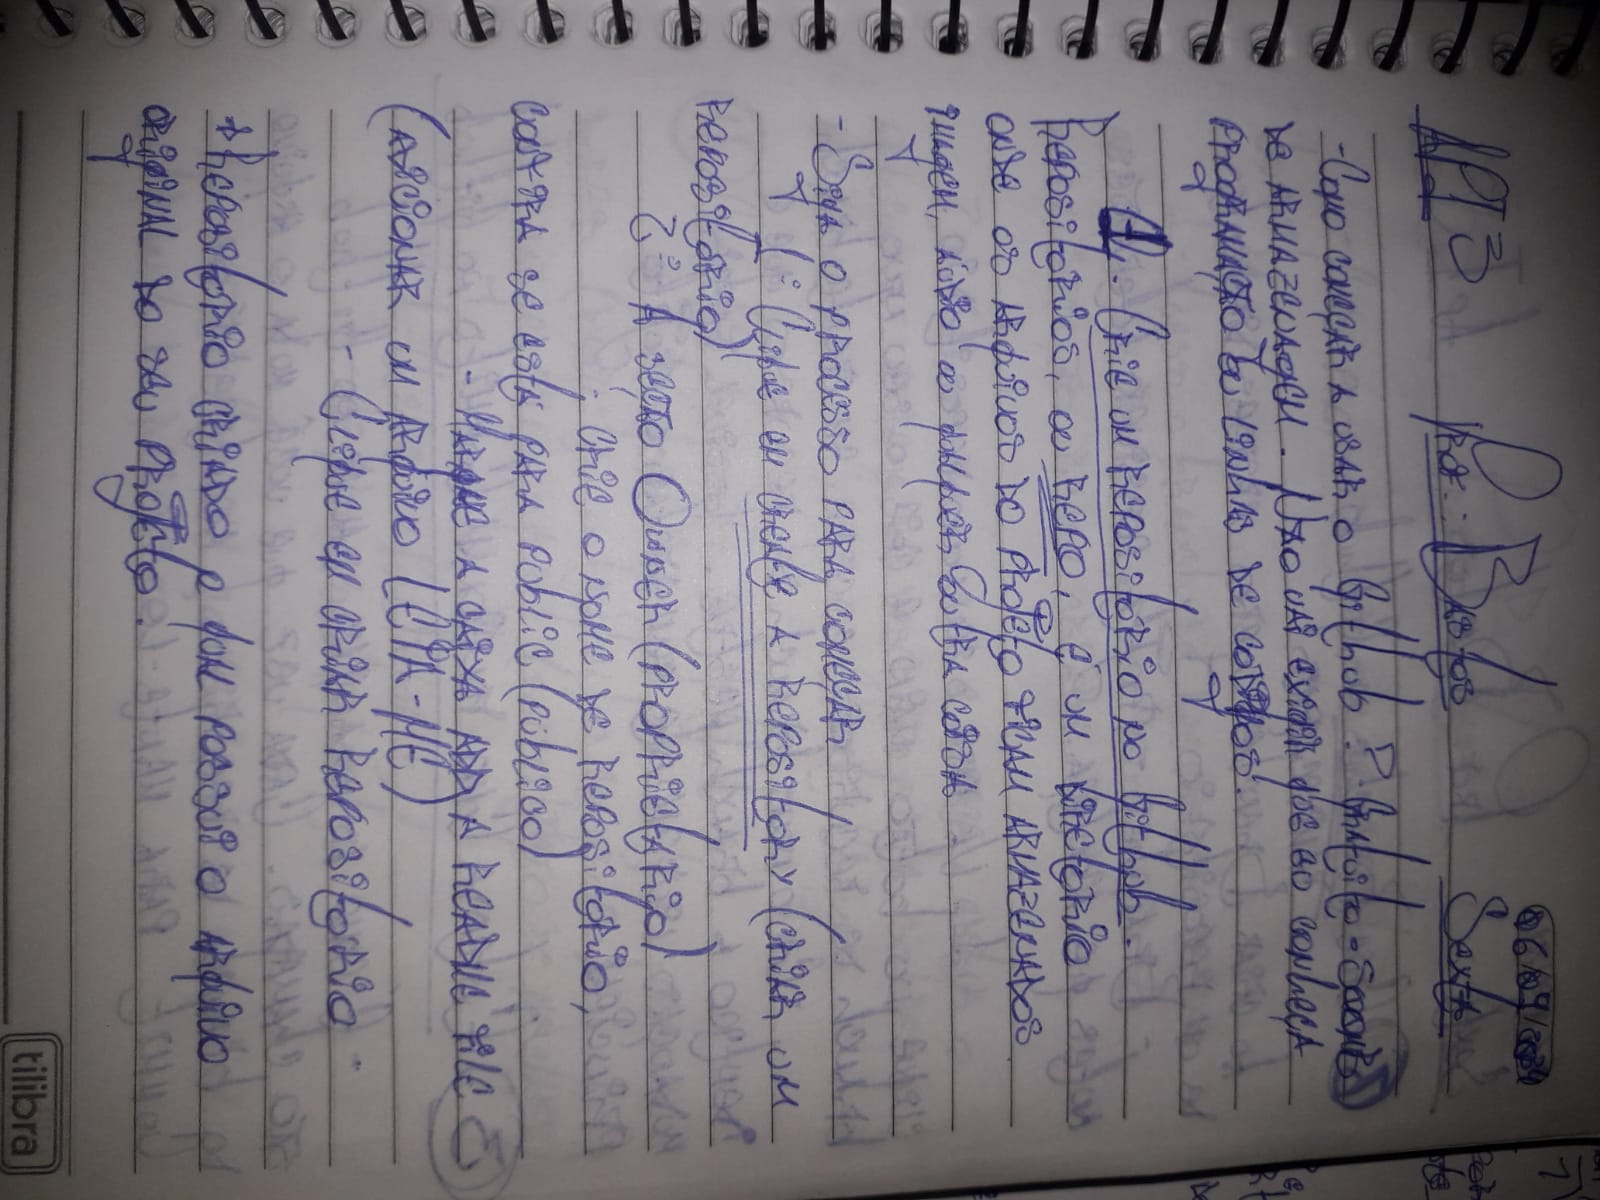 06/09/2024
API 3 Prof.: Bastos Sexta
- Como começar a usar o Github? Gratuito - 500MB
de armazenagem. Não vai exigir que eu conheça
programação ou linhas de códigos.
1. Crie um repositório no Github.
Repositórios, ou repo, é um diretório
onde os arquivos do projeto ficam armazenados
imagem, áudio ou qualquer outra coisa
- Siga o processo para começar
1º Clique em create a repository (criar um
repositório)
2º A seção Owner (proprietário)
: crie o nome de repositório,
confira se está para public (público)
- Marque a caixa add a readme file
(adicionar um arquivo LEIA-ME)
- Clique em criar repositório
Repositório criado o qual possui o arquivo
original do seu projeto.
tilibra